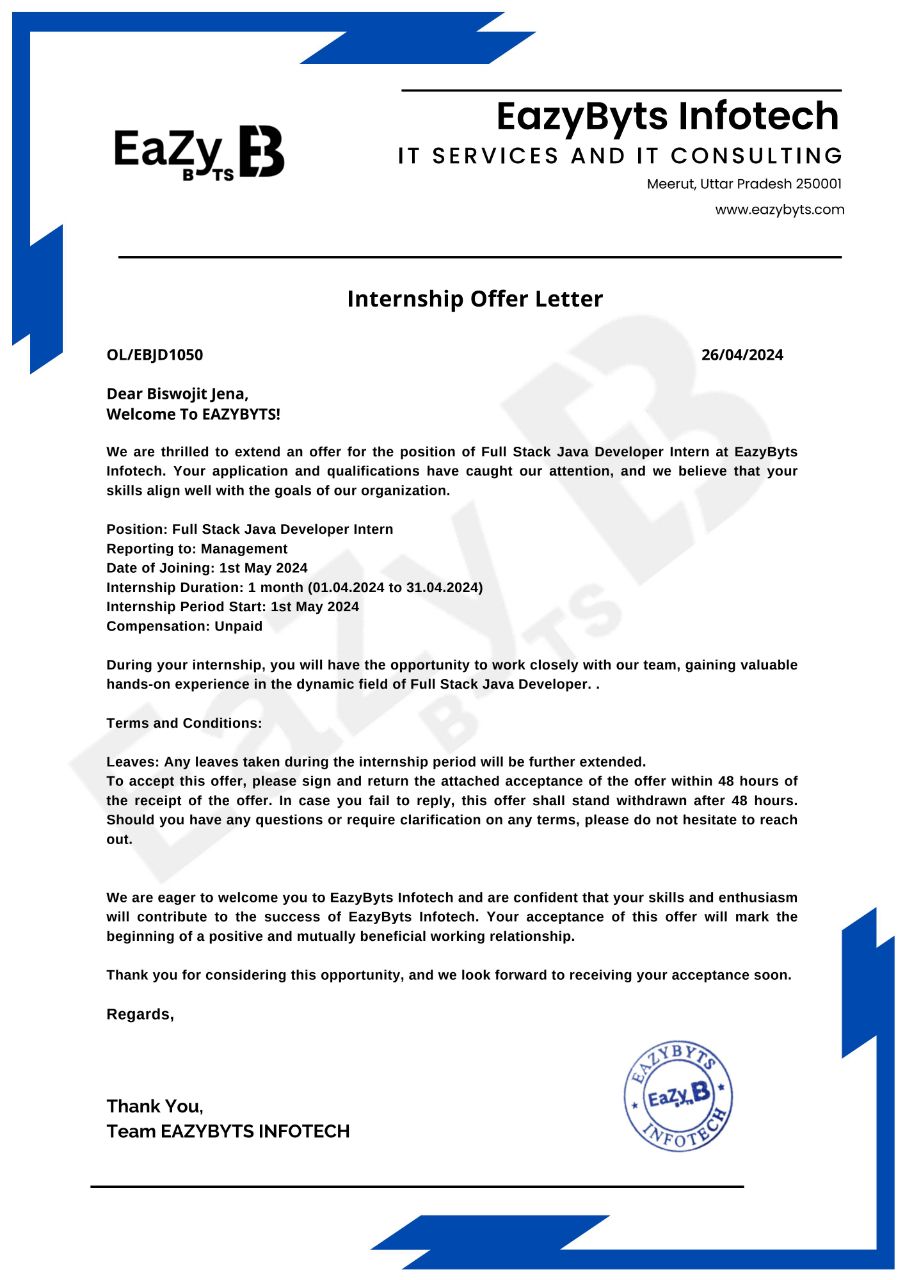 EaZy B
BYTS
EazyByts Infotech
IT SERVICES AND IT CONSULTING
Meerut, Uttar Pradesh 250001
www.eazybyts.com
Internship Offer Letter
OL/EBJD1050 26/04/2024
Dear Biswojit Jena,
Welcome To EAZYBYTS!
We are thrilled to extend an offer for the position of Full Stack Java Developer Intern at EazyByts
Infotech. Your application and qualifications have caught our attention, and we believe that your
skills align well with the goals of our organization.
Position: Full Stack Java Developer Intern
Reporting to: Management
Date of Joining: 1st May 2024
Internship Duration: 1 month (01.04.2024 to 31.04.2024)
Internship Period Start: 1st May 2024
Compensation: Unpaid
During your internship, you will have the opportunity to work closely with our team, gaining valuable
hands-on experience in the dynamic field of Full Stack Java Developer. .
Terms and Conditions:
Leaves: Any leaves taken during the internship period will be further extended.
To accept this offer, please sign and return the attached acceptance of the offer within 48 hours of
the receipt of the offer. In case you fail to reply, this offer shall stand withdrawn after 48 hours.
Should you have any questions or require clarification on any terms, please do not hesitate to reach
out.
We are eager to welcome you to EazyByts Infotech and are confident that your skills and enthusiasm
will contribute to the success of EazyByts Infotech. Your acceptance of this offer will mark the
beginning of a positive and mutually beneficial working relationship.
Thank you for considering this opportunity, and we look forward to receiving your acceptance soon.
Regards,
EAZYBYTS
EaZy B
INFOTECH
Thank You,
Team EAZYBYTS INFOTECH